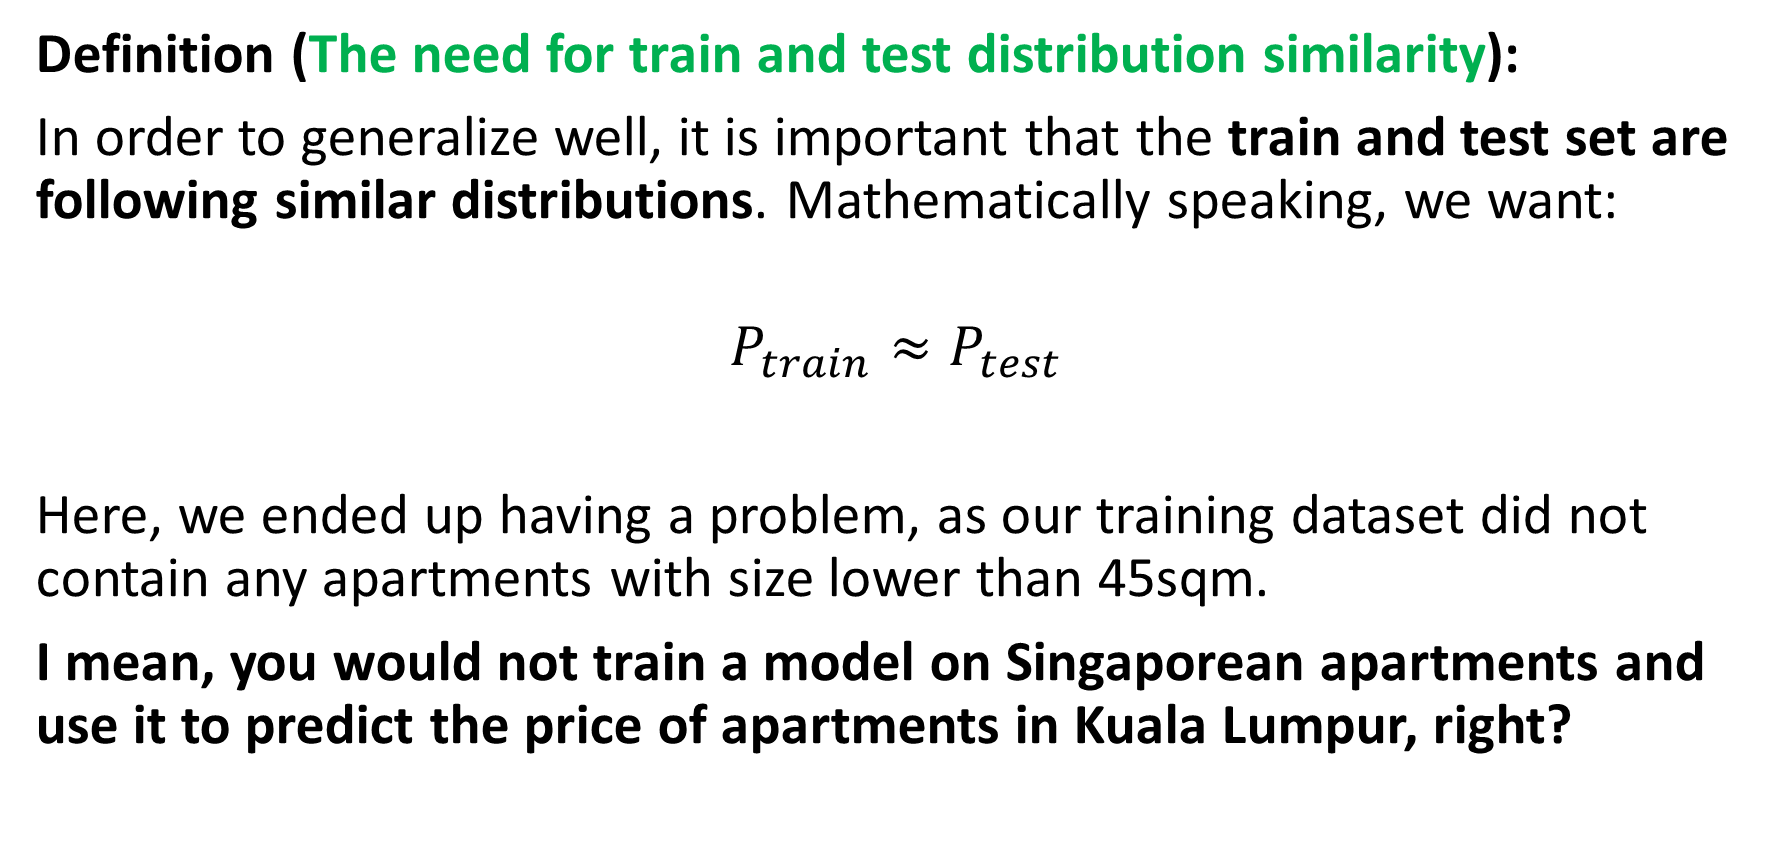 Definition (The need for train and test distribution similarity):
In order to generalize well, it is important that the train and test set are
following similar distributions. Mathematically speaking, we want:
P_train ≈ P_test
Here, we ended up having a problem, as our training dataset did not
contain any apartments with size lower than 45sqm.
I mean, you would not train a model on Singaporean apartments and
use it to predict the price of apartments in Kuala Lumpur, right?